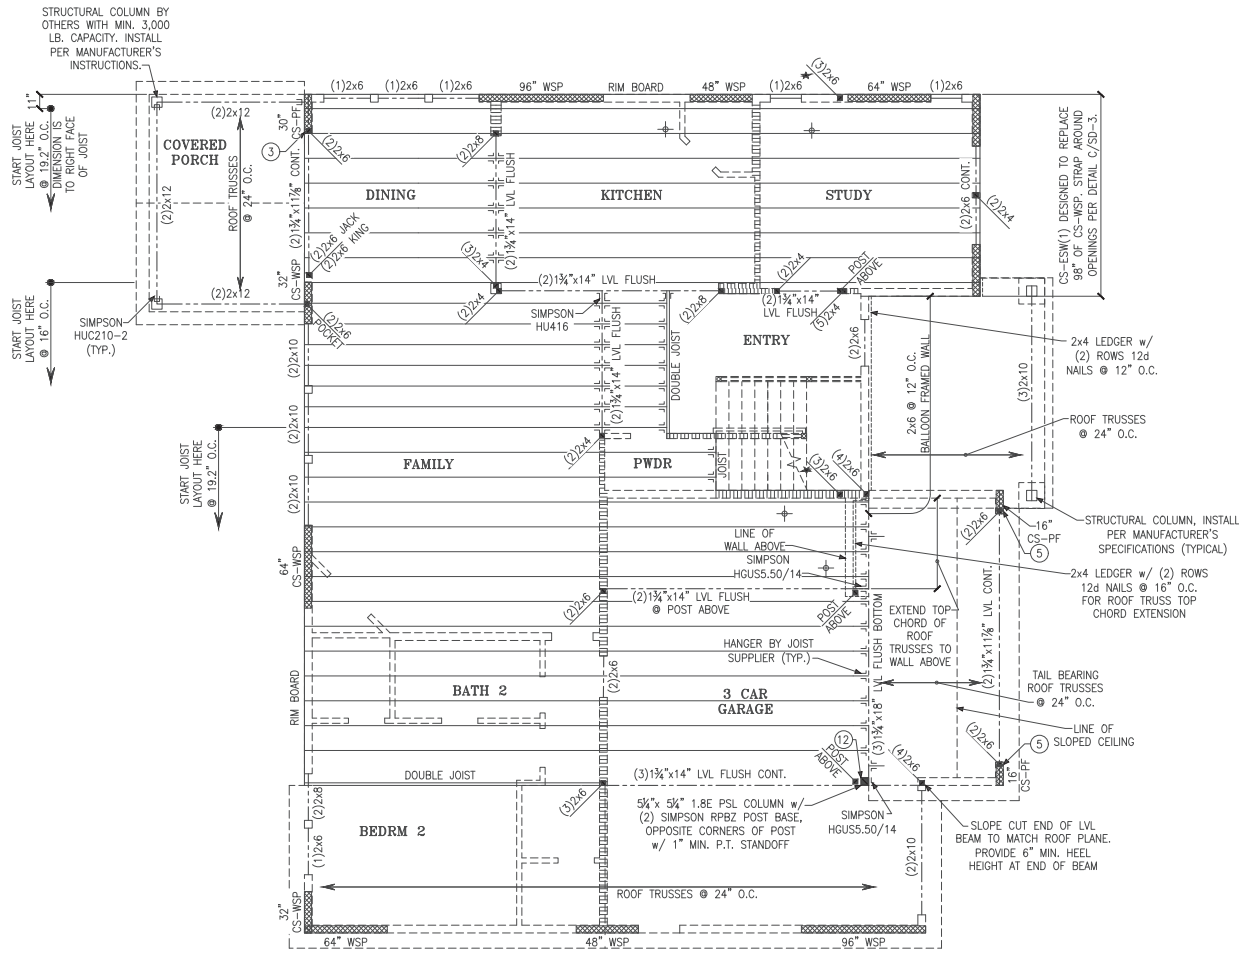 STRUCTURAL COLUMN BY
OTHERS WITH MIN. 3,000
LB. CAPACITY. INSTALL
PER MANUFACTURER'S
INSTRUCTIONS.
11"
START JOIST
LAYOUT HERE
@ 19.2" O.C.
DIMENSION IS
TO RIGHT FACE
OF JOIST
(2)2x12
COVERED
PORCH
(2)2x12
ROOF TRUSSES
@ 24" O.C.
(2)2x12
30"
CS-PF
3
(2)2x6
(2)1¾"x11⅞" LVL CONT.
(2)2x6 JACK
(2)2x6 KING
32"
CS-WSP
(2)2x6
POCKET
SIMPSON
HUC210-2
(TYP.)
START JOIST
LAYOUT HERE
@ 16" O.C.
(1)2x6
(1)2x6
(1)2x6
96" WSP
RIM BOARD
48" WSP
(1)2x6
(3)2x6
64" WSP
(1)2x6
(2)2x8
DINING
(2)1¾"x14" LVL FLUSH
KITCHEN
STUDY
(2)2x6 CONT.
(2)2x4
CS-ESW(1) DESIGNED TO REPLACE
98" OF CS-WSP. STRAP AROUND
OPENINGS PER DETAIL C/SD-3.
(3)2x4
(2)2x4
(2)1¾"x14" LVL FLUSH
(2)2x4
POST
ABOVE
(2)2x8
(2)1¾"x14"
LVL FLUSH
(5)2x4
SIMPSON
HU416
(2)1¾"x14" LVL FLUSH
DOUBLE JOIST
ENTRY
(2)2x6
2x6 @ 12" O.C.
BALLOON FRAMED WALL
(3)2x10
2x4 LEDGER w/
(2) ROWS 12d
NAILS @ 12" O.C.
ROOF TRUSSES
@ 24" O.C.
(2)2x10
(2)2x10
(2)2x10
START JOIST
LAYOUT HERE
@ 19.2" O.C.
FAMILY
(2)2x4
PWDR
JOIST
(3)2x6
(4)2x6
(2)2x6
16"
CS-PF
5
STRUCTURAL COLUMN, INSTALL
PER MANUFACTURER'S
SPECIFICATIONS (TYPICAL)
64"
CS-WSP
LINE OF
WALL ABOVE
SIMPSON
HGUS5.50/14
2x4 LEDGER w/ (2) ROWS
12d NAILS @ 16" O.C.
FOR ROOF TRUSS TOP
CHORD EXTENSION
(2)2x6
(2)1¾"x14" LVL FLUSH
@ POST ABOVE
POST
ABOVE
EXTEND TOP
CHORD OF
ROOF
TRUSSES TO
WALL ABOVE
(2)1¾"x11⅞" LVL CONT.
HANGER BY JOIST
SUPPLIER (TYP.)
(3)1¾"x18" LVL FLUSH BOTTOM
TAIL BEARING
ROOF TRUSSES
@ 24" O.C.
RIM BOARD
BATH 2
(2)2x6
3 CAR
GARAGE
LINE OF
SLOPED CEILING
12
POST
ABOVE
(4)2x6
(2)2x6
5
16"
CS-PF
DOUBLE JOIST
(3)1¾"x14" LVL FLUSH CONT.
(3)2x6
5¼"x 5¼" 1.8E PSL COLUMN w/
(2) SIMPSON RPBZ POST BASE,
OPPOSITE CORNERS OF POST
w/ 1" MIN. P.T. STANDOFF
SIMPSON
HGUS5.50/14
SLOPE CUT END OF LVL
BEAM TO MATCH ROOF PLANE.
PROVIDE 6" MIN. HEEL
HEIGHT AT END OF BEAM
(2)2x8
(1)2x6
BEDRM 2
(2)2x10
ROOF TRUSSES @ 24" O.C.
32"
CS-WSP
64" WSP
48" WSP
96" WSP